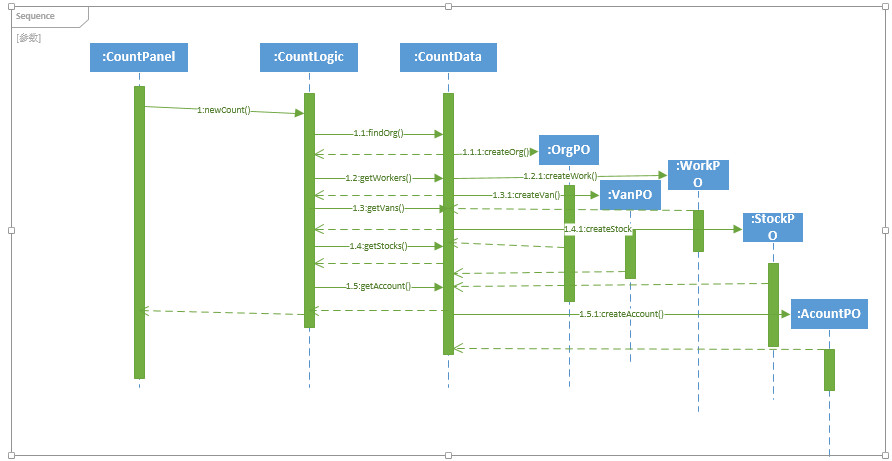 Sequence
[参数]
:CountPanel
:CountLogic
:CountData
1:newCount()
1.1:findOrg()
1.1.1:createOrg()
:OrgPO
1.2:getWorkers()
1.2.1:createWork()
:WorkP
O
1.3.1:createVan()
:VanPO
1.3:getVans()
1.4.1:createStock
:StockP
O
1.4:getStocks()
1.5:getAccount()
1.5.1:createAccount()
:AcountPO